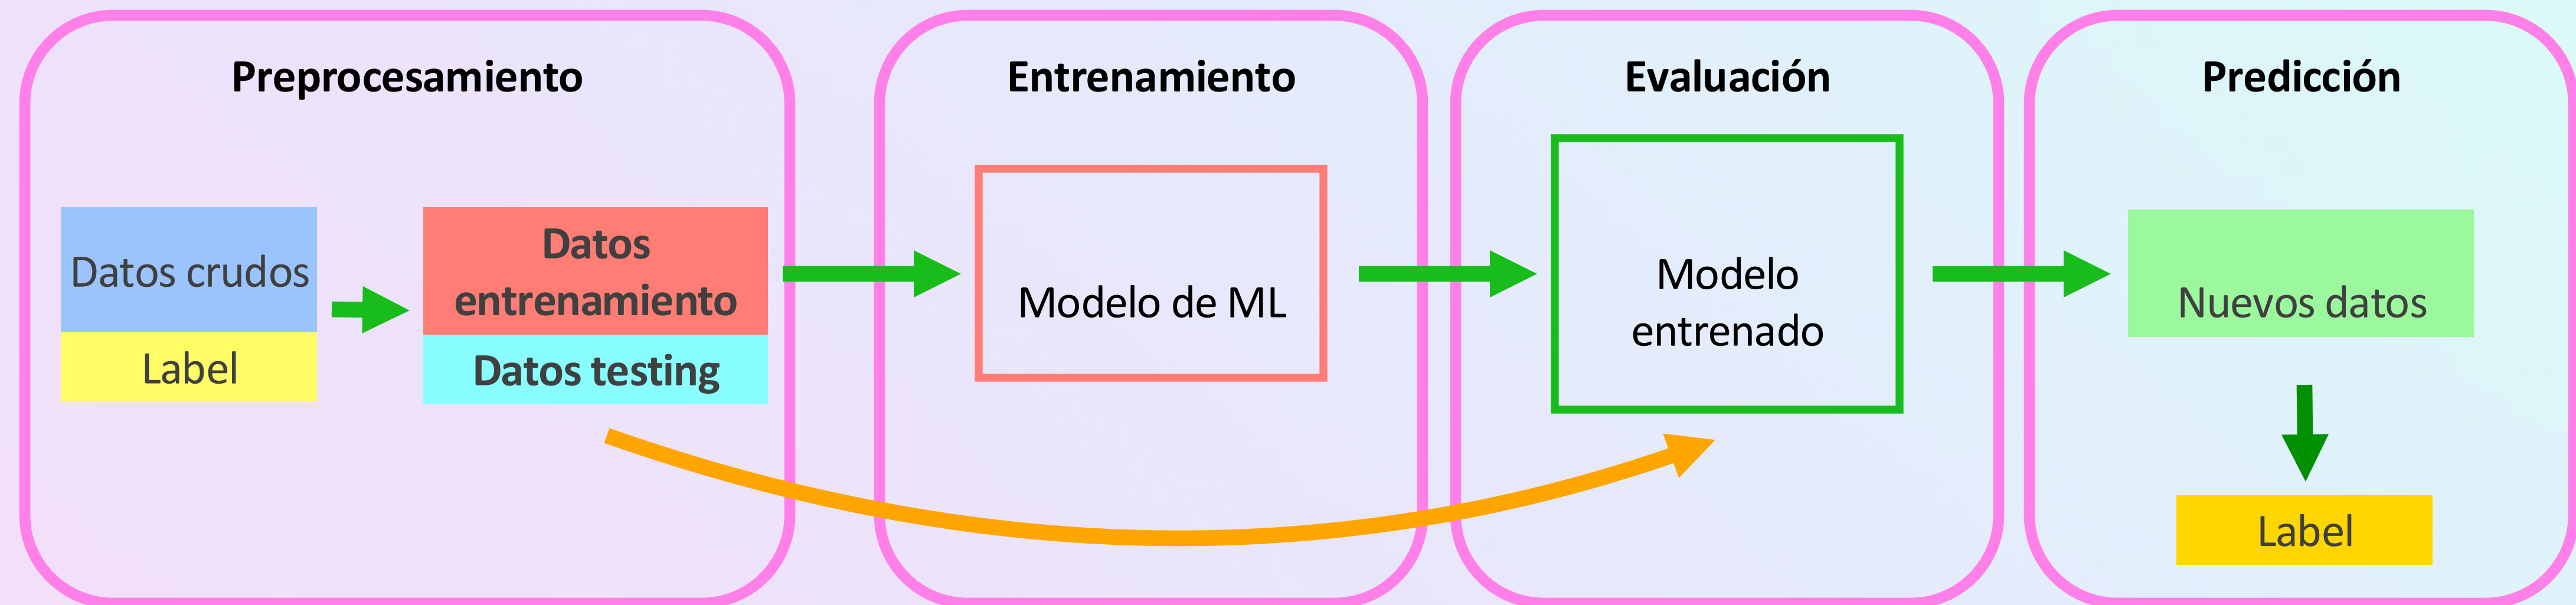 Preprocesamiento
Datos crudos
Label
Datos
entrenamiento
Datos testing
Entrenamiento
Modelo de ML
Evaluación
Modelo
entrenado
Predicción
Nuevos datos
Label